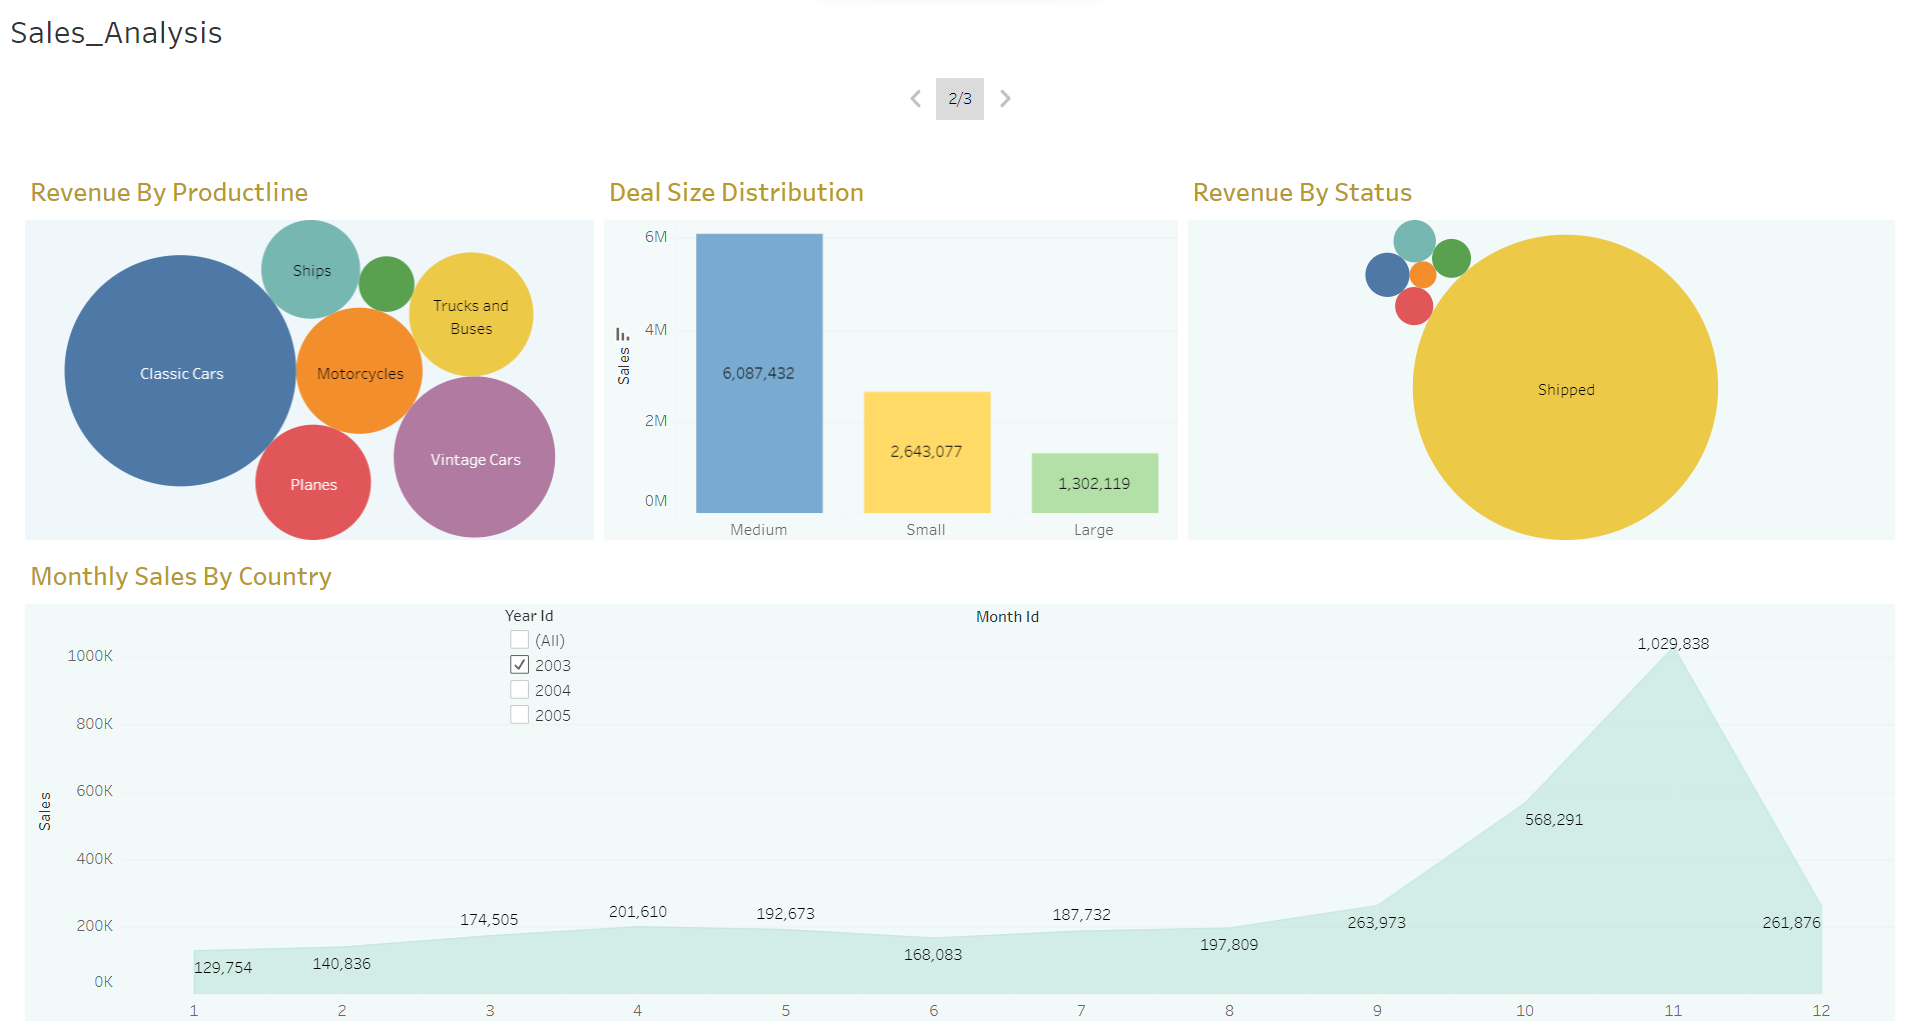 Sales_Analysis
2/3
Revenue By Productline
Ships
Trucks and
Buses
Classic Cars
Motorcycles
Vintage Cars
Planes
Deal Size Distribution
Sales
6M
4M
2M
0M
6,087,432
2,643,077
1,302,119
Medium
Small
Large
Revenue By Status
Shipped
Monthly Sales By Country
Year Id
(All)
2003
2004
2005
Month Id
Sales
1000K
800K
600K
400K
200K
0K
129,754
140,836
174,505
201,610
192,673
168,083
187,732
197,809
263,973
568,291
1,029,838
261,876
1
2
3
4
5
6
7
8
9
10
11
12